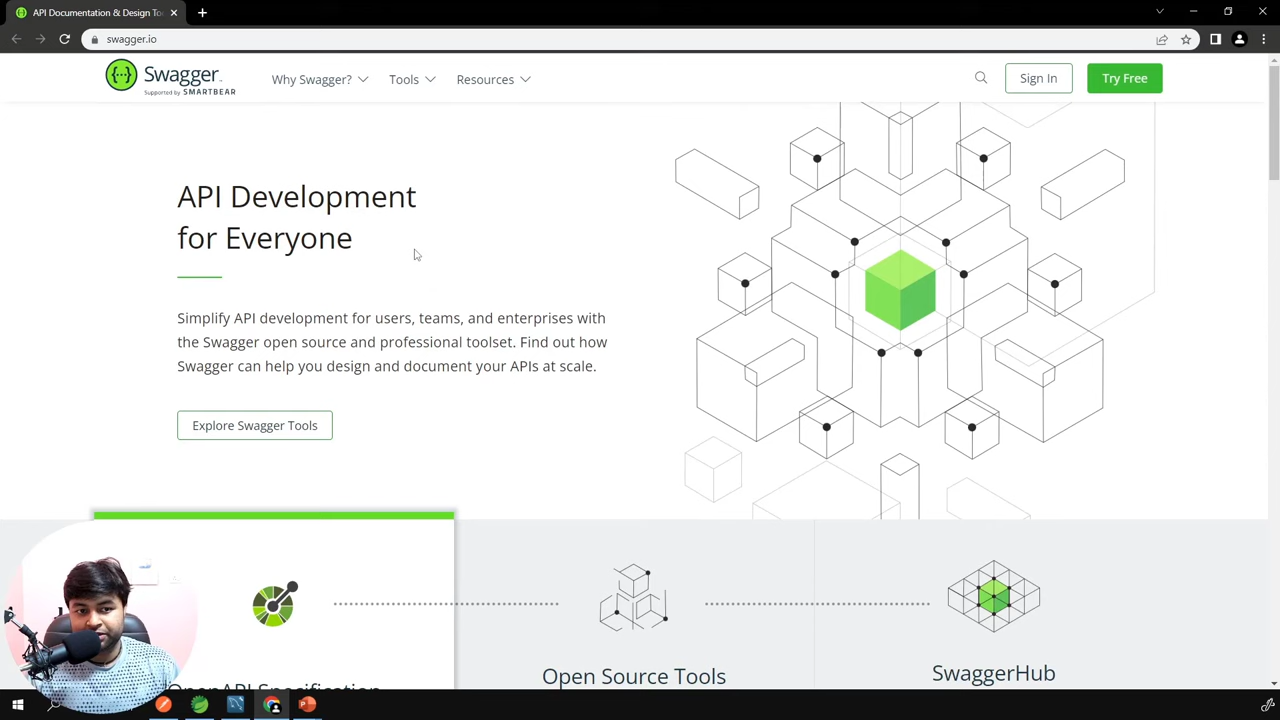 API Documentation & Design To
swagger.io
Swagger
Supported by SMARTBEAR
Why Swagger?
Tools
Resources
Sign In
Try Free
API Development
for Everyone
Simplify API development for users, teams, and enterprises with
the Swagger open source and professional toolset. Find out how
Swagger can help you design and document your APIs at scale.
Explore Swagger Tools
OpenAPI Specification
Open Source Tools
SwaggerHub